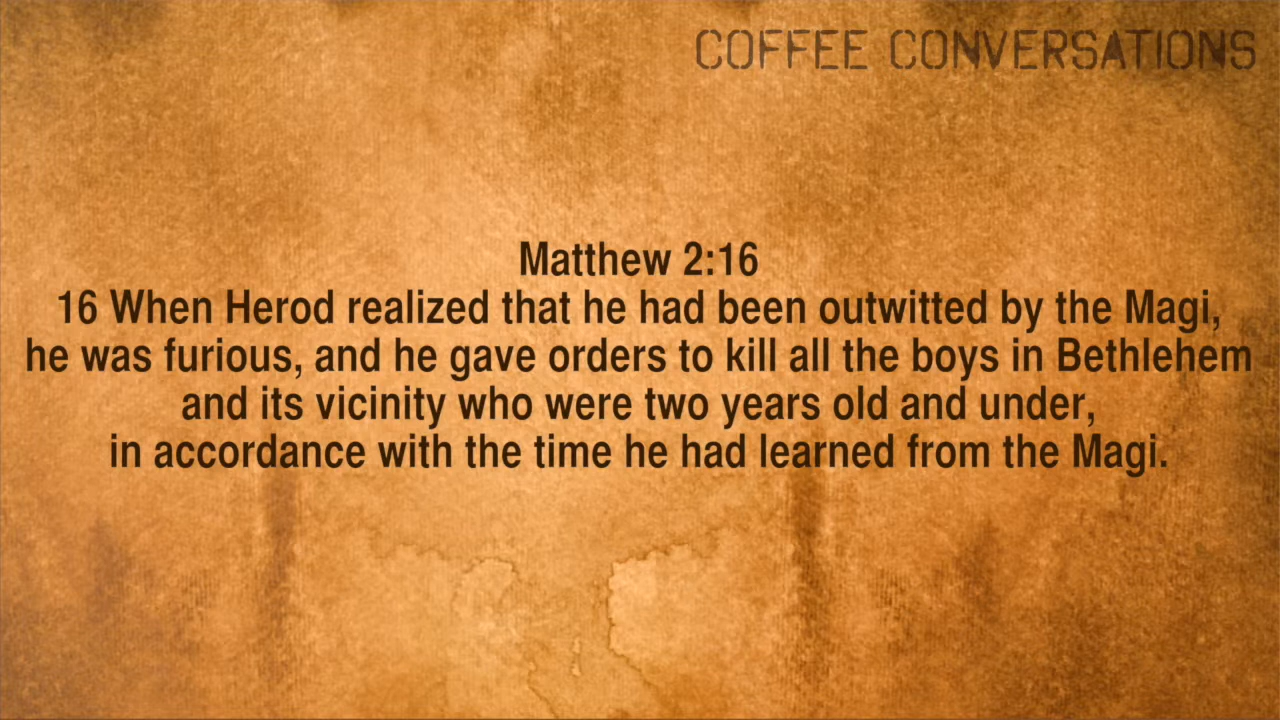 COFFEE CONVERSATIONS
Matthew 2:16
16 When Herod realized that he had been outwitted by the Magi,
he was furious, and he gave orders to kill all the boys in Bethlehem
and its vicinity who were two years old and under,
in accordance with the time he had learned from the Magi.